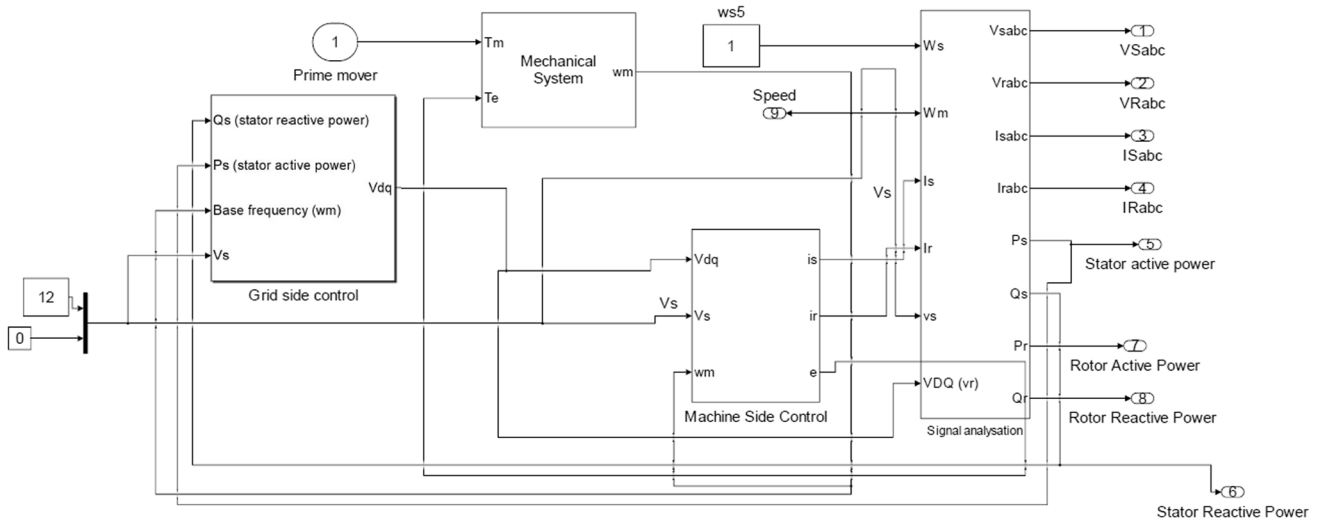 ws5
1
Prime mover
Tm
Te
Mechanical
System
wm
1
Ws
Wm
Is
Ir
vs
VDQ (vr)
Vsabc
Vrabc
Isabc
Irabc
Ps
Qs
Pr
Qr
Signal analysation
1
VSabc
2
VRabc
3
ISabc
4
IRabc
5
Stator active power
7
Rotor Active Power
8
Rotor Reactive Power
6
Stator Reactive Power
Speed
9
Vs
Qs (stator reactive power)
Ps (stator active power)
Base frequency (wm)
Vs
Vdq
Grid side control
12
0
Vs
Vdq
Vs
wm
is
ir
e
Machine Side Control